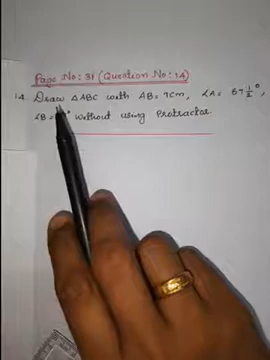 Page No: 31 (Question No: 14)
14. Draw △ABC with AB= 7cm, ∠A= 67½°,
∠B= ° without using Protractor.